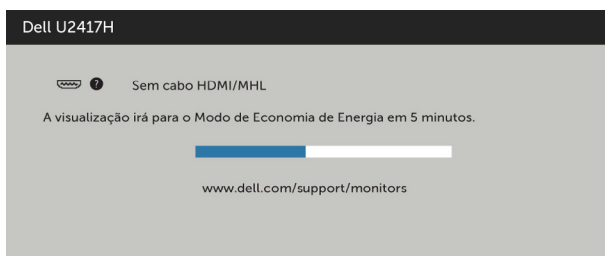 Dell U2417H
? Sem cabo HDMI/MHL
A visualização irá para o Modo de Economia de Energia em 5 minutos.
www.dell.com/support/monitors